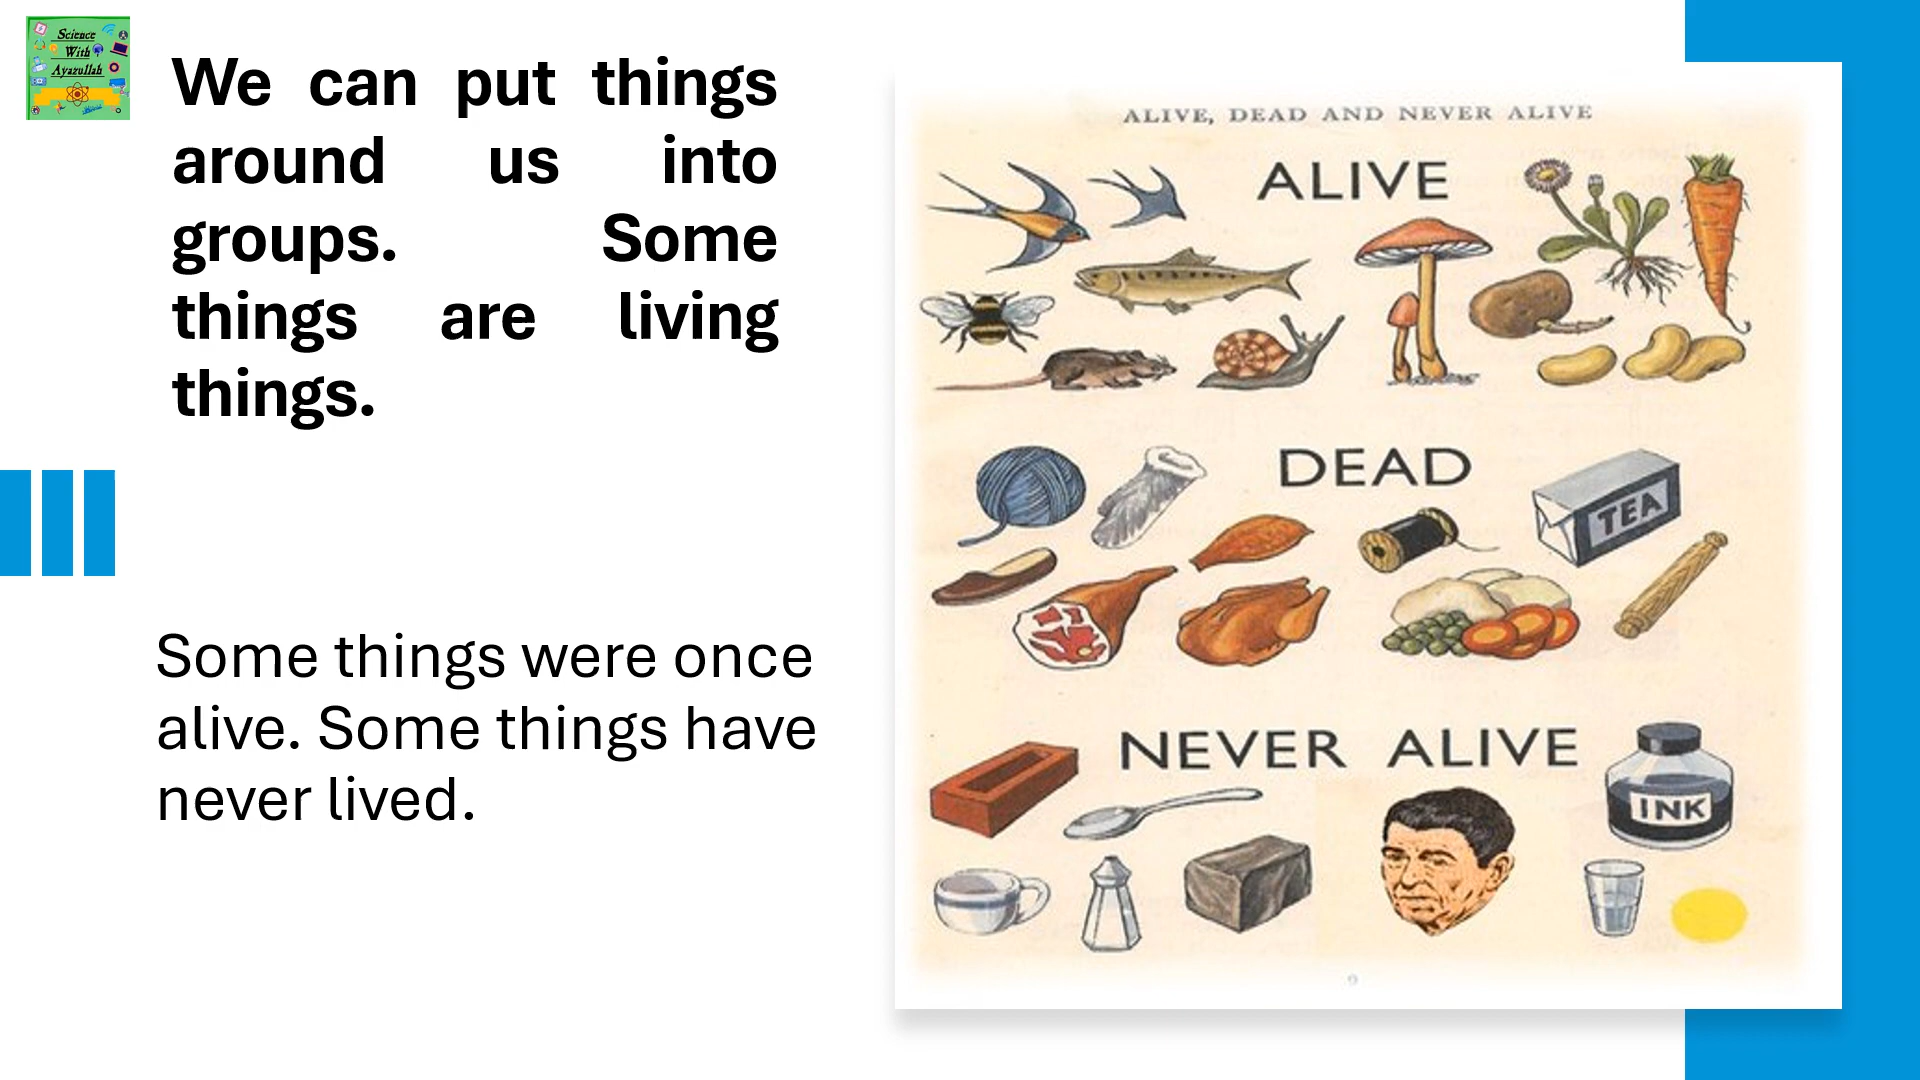 Science
With
Ayazullah
We can put things
around us into
groups. Some
things are living
things.
Some things were once
alive. Some things have
never lived.
ALIVE, DEAD AND NEVER ALIVE
ALIVE
DEAD
TEA
NEVER ALIVE
INK
9